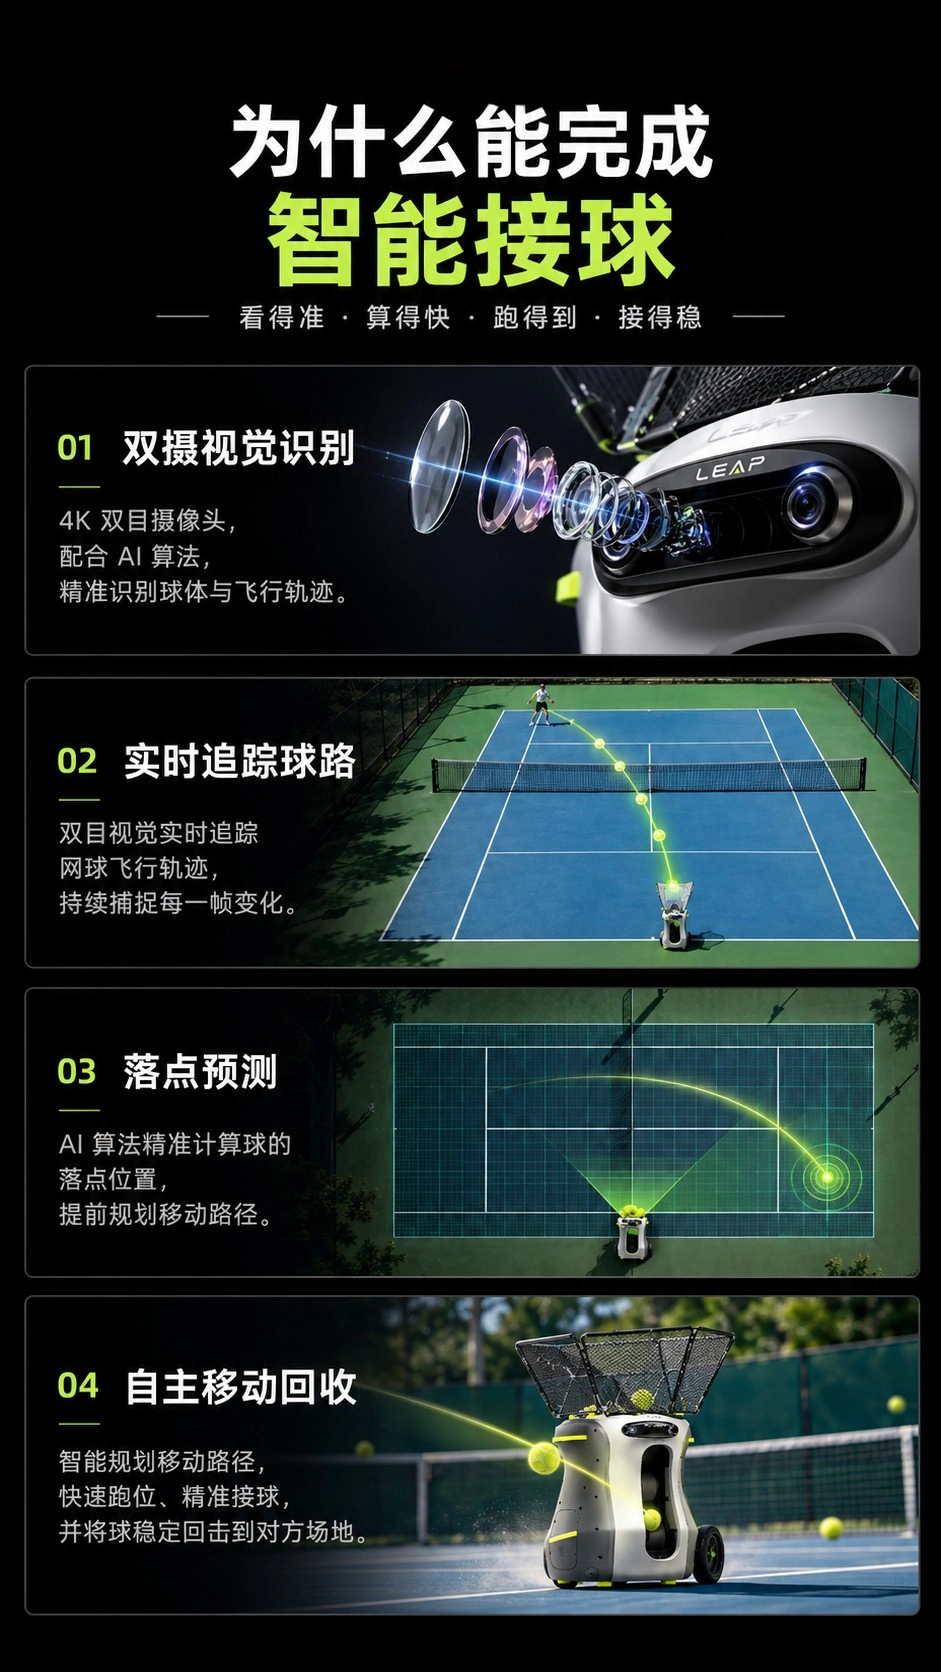 为什么能完成
智能接球
看得准 · 算得快 · 跑得到 · 接得稳
01 双摄视觉识别
4K 双目摄像头，
配合 AI 算法，
精准识别球体与飞行轨迹。
LEAP
02 实时追踪球路
双目视觉实时追踪
网球飞行轨迹，
持续捕捉每一帧变化。
03 落点预测
AI 算法精准计算球的
落点位置，
提前规划移动路径。
04 自主移动回收
智能规划移动路径，
快速跑位、精准接球，
并将球稳定回击到对方场地。